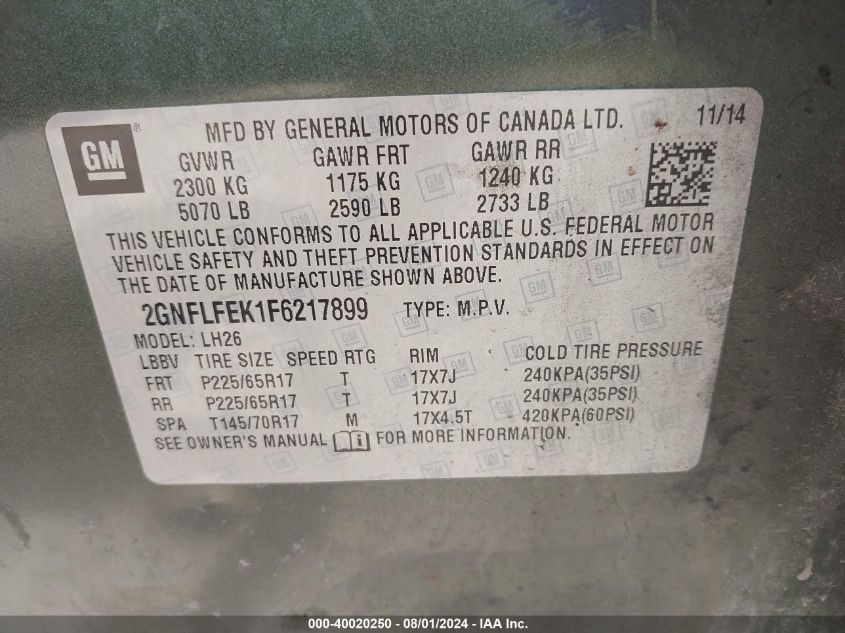 GM ® MFD BY GENERAL MOTORS OF CANADA LTD. 11/14
GVWR GAWR FRT GAWR RR
2300 KG 1175 KG 1240 KG
5070 LB 2590 LB 2733 LB
THIS VEHICLE CONFORMS TO ALL APPLICABLE U.S. FEDERAL MOTOR
VEHICLE SAFETY AND THEFT PREVENTION STANDARDS IN EFFECT ON
THE DATE OF MANUFACTURE SHOWN ABOVE.
2GNFLFEK1F6217899 TYPE: M.P.V.
MODEL: LH26
LBBV TIRE SIZE SPEED RTG RIM COLD TIRE PRESSURE
FRT P225/65R17 T 17X7J 240KPA(35PSI)
RR P225/65R17 T 17X7J 240KPA(35PSI)
SPA T145/70R17 M 17X4.5T 420KPA(60PSI)
SEE OWNER'S MANUAL FOR MORE INFORMATION.
000-40020250 - 08/01/2024 - IAA Inc.